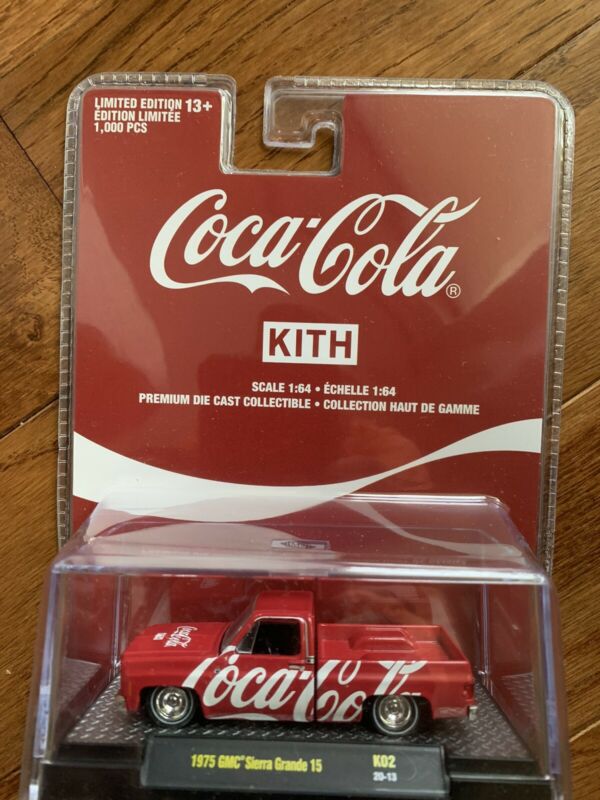 LIMITED EDITION 13+
ÉDITION LIMITÉE
1,000 PCS
Coca-Cola®
KITH
SCALE 1:64 • ÉCHELLE 1:64
PREMIUM DIE CAST COLLECTIBLE • COLLECTION HAUT DE GAMME
Coca-Cola
Coca-Cola
1975 GMC® Sierra Grande 15 K02
20-13